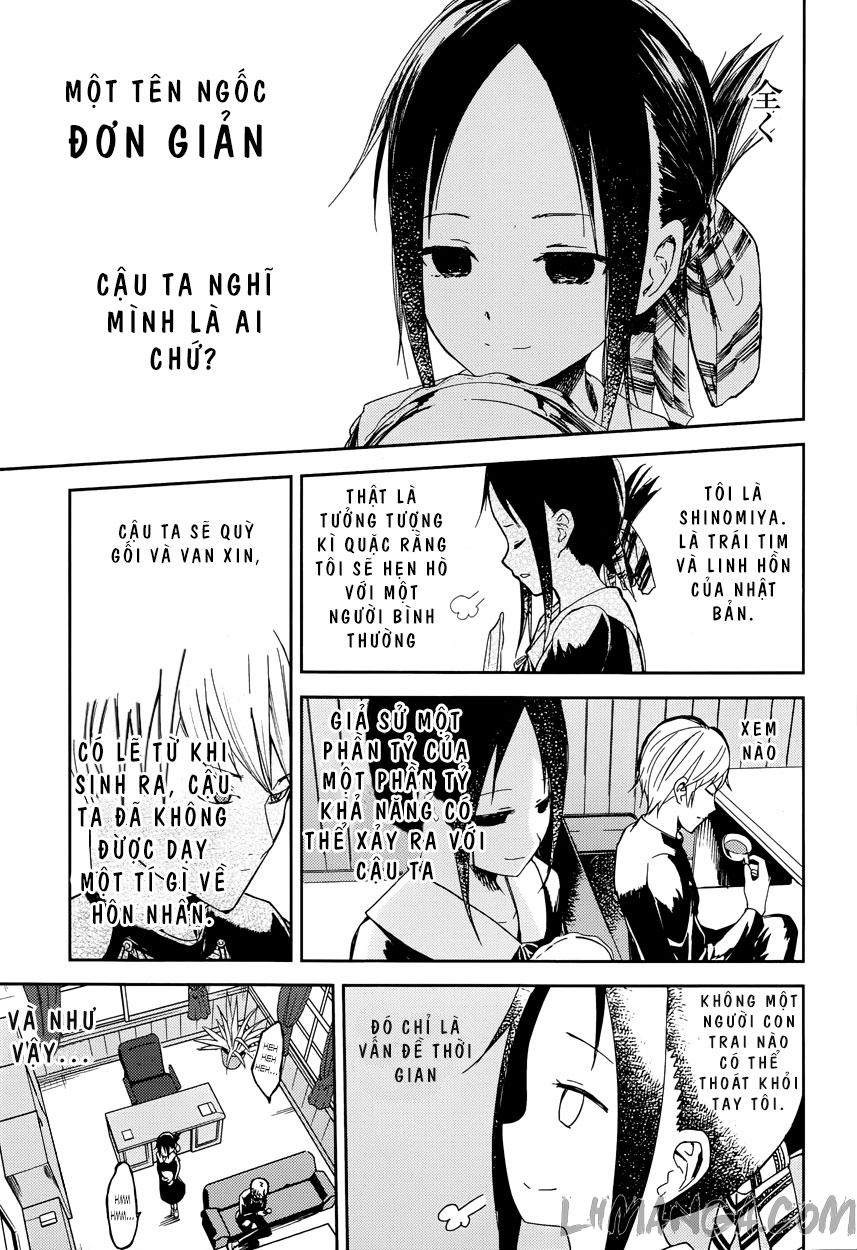 全く
MỘT TÊN NGỐC
ĐƠN GIẢN
CẬU TA NGHĨ
MÌNH LÀ AI
CHỨ?
TÔI LÀ
SHINOMIYA.
LÀ TRÁI TIM
VÀ LINH HỒN
CỦA NHẬT
BẢN.
THẬT LÀ
TƯỞNG TƯỢNG
KÌ QUẶC RẰNG
TÔI SẼ HẸN HÒ
VỚI MỘT
NGƯỜI BÌNH
THƯỜNG
XEM
NÀO
GIẢ SỬ MỘT
PHẦN TỶ CỦA
MỘT PHẦN TỶ
KHẢ NĂNG CÓ
THỂ XẢY RA VỚI
CẬU TA
CẬU TA SẼ QUỲ
GỐI VÀ VAN XIN,
CÓ LẼ TỪ KHI
SINH RA, CẬU
TA ĐÃ KHÔNG
ĐƯỢC DẠY
MỘT TÍ GÌ VỀ
HÔN NHÂN.
KHÔNG MỘT
NGƯỜI CON
TRAI NÀO
CÓ THỂ
THOÁT KHỎI
TAY TÔI.
ĐÓ CHỈ LÀ
VẤN ĐỀ THỜI
GIAN
VÀ NHƯ
VẬY...
HEH
HEH
HEH...
HMM
HMM...
LHMANGA.COM